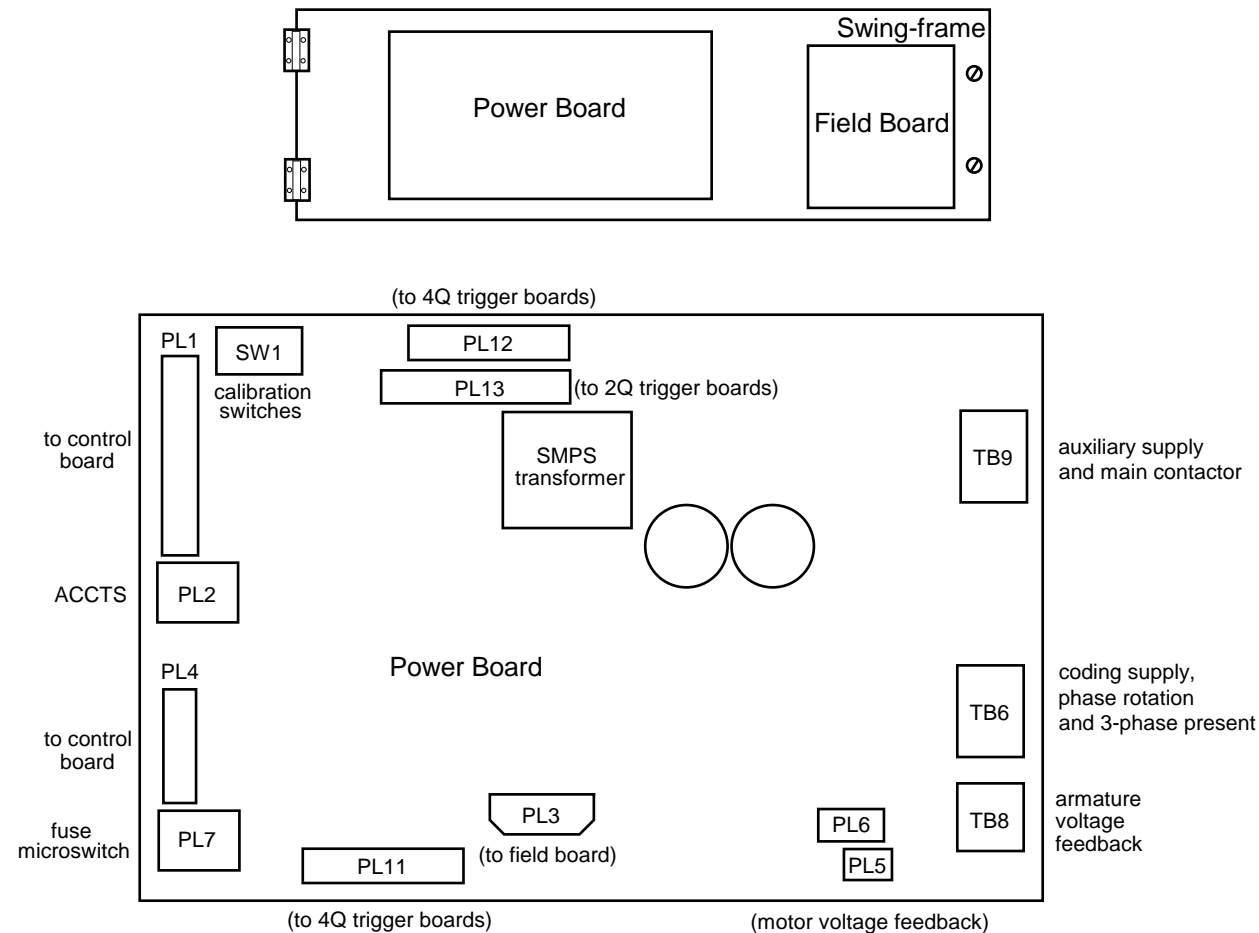 Swing-frame
Power Board
Field Board
(to 4Q trigger boards)
PL1
SW1
PL12
PL13
(to 2Q trigger boards)
calibration
switches
to control
board
SMPS
transformer
TB9
auxiliary supply
and main contactor
ACCTS
PL2
Power Board
PL4
coding supply,
phase rotation
and 3-phase present
TB6
to control
board
PL3
(to field board)
PL6
PL5
TB8
armature
voltage
feedback
fuse
microswitch
PL7
PL11
(to 4Q trigger boards)
(motor voltage feedback)